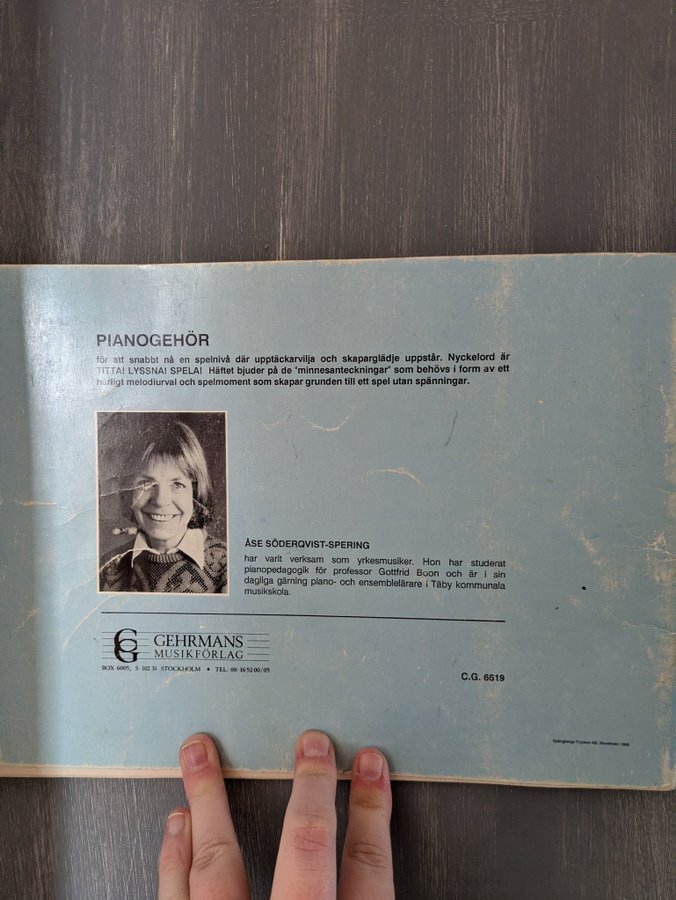 PIANOGEHÖR
för att snabbt nå en spelnivå där upptäckarvilja och skaparglädje uppstår. Nyckelord är
TITTA! LYSSNA! SPELA! Häftet bjuder på de 'minnesanteckningar' som behövs i form av ett
härligt melodiurval och spelmoment som skapar grunden till ett spel utan spänningar.
ÅSE SÖDERQVIST-SPERING
har varit verksam som yrkesmusiker. Hon har studerat
pianopedagogik för professor Gottfrid Boon och är i sin
dagliga gärning piano- och ensemblelärare i Täby kommunala
musikskola.
GEHRMANS
MUSIKFÖRLAG
BOX 6005, S-102 31 STOCKHOLM • TEL: 08-16 52 00/05
C.G. 6619
Spångbergs Tryckeri AB, Stockholm